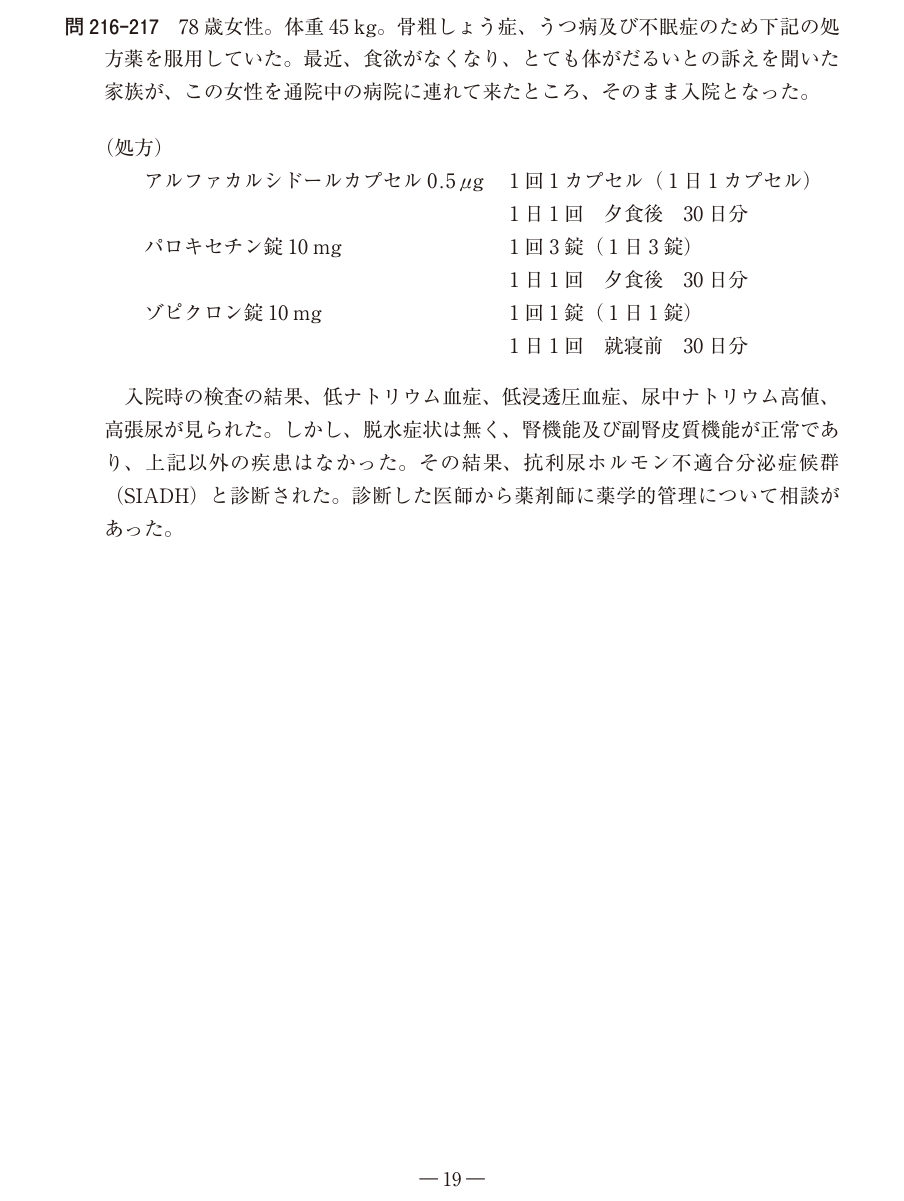 問 216-217　78 歳女性。体重 45 kg。骨粗しょう症、うつ病及び不眠症のため下記の処
方薬を服用していた。最近、食欲がなくなり、とても体がだるいとの訴えを聞いた
家族が、この女性を通院中の病院に連れて来たところ、そのまま入院となった。
（処方）
アルファカルシドールカプセル 0.5 μg　1 回 1 カプセル（1 日 1 カプセル）
1 日 1 回　夕食後　30 日分
パロキセチン錠 10 mg　1 回 3 錠（1 日 3 錠）
1 日 1 回　夕食後　30 日分
ゾピクロン錠 10 mg　1 回 1 錠（1 日 1 錠）
1 日 1 回　就寝前　30 日分
入院時の検査の結果、低ナトリウム血症、低浸透圧血症、尿中ナトリウム高値、
高張尿が見られた。しかし、脱水症状は無く、腎機能及び副腎皮質機能が正常であ
り、上記以外の疾患はなかった。その結果、抗利尿ホルモン不適合分泌症候群
（SIADH）と診断された。診断した医師から薬剤師に薬学的管理について相談が
あった。
― 19 ―